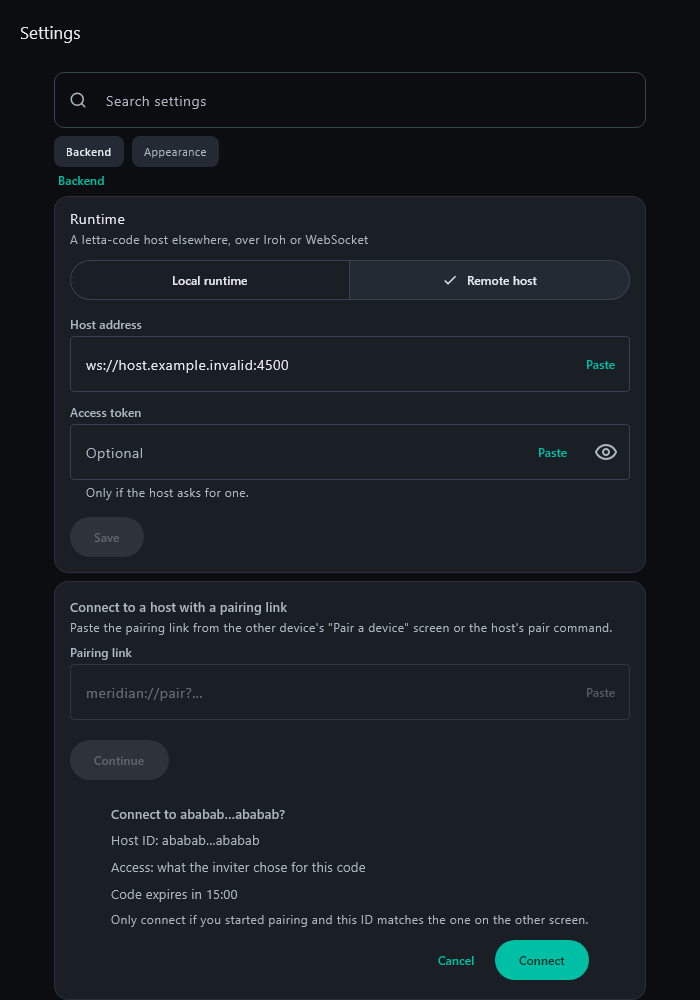 Settings
Search settings
Backend
Appearance
Backend
Runtime
A letta-code host elsewhere, over Iroh or WebSocket
Local runtime
Remote host
Host address
ws://host.example.invalid:4500
Paste
Access token
Optional
Paste
Only if the host asks for one.
Save
Connect to a host with a pairing link
Paste the pairing link from the other device's "Pair a device" screen or the host's pair command.
Pairing link
meridian://pair?...
Paste
Continue
Connect to ababab...ababab?
Host ID: ababab...ababab
Access: what the inviter chose for this code
Code expires in 15:00
Only connect if you started pairing and this ID matches the one on the other screen.
Cancel
Connect